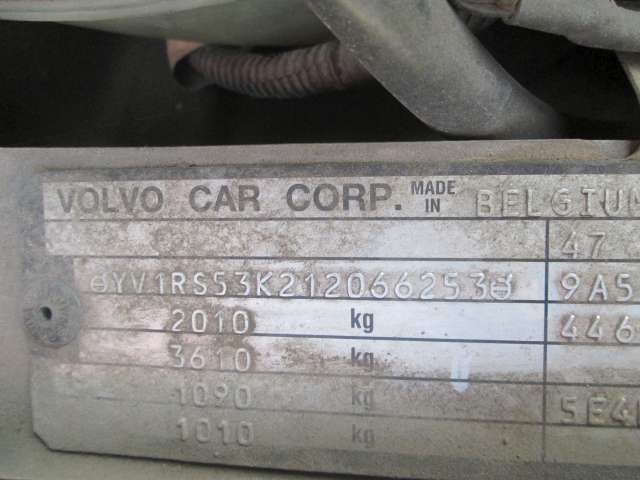 VOLVO CAR CORP. MADE IN BELGIUM
47
YV1RS53K212066253 9A5
2010 kg 446
3610 kg
1090 kg 5E4
1010 kg